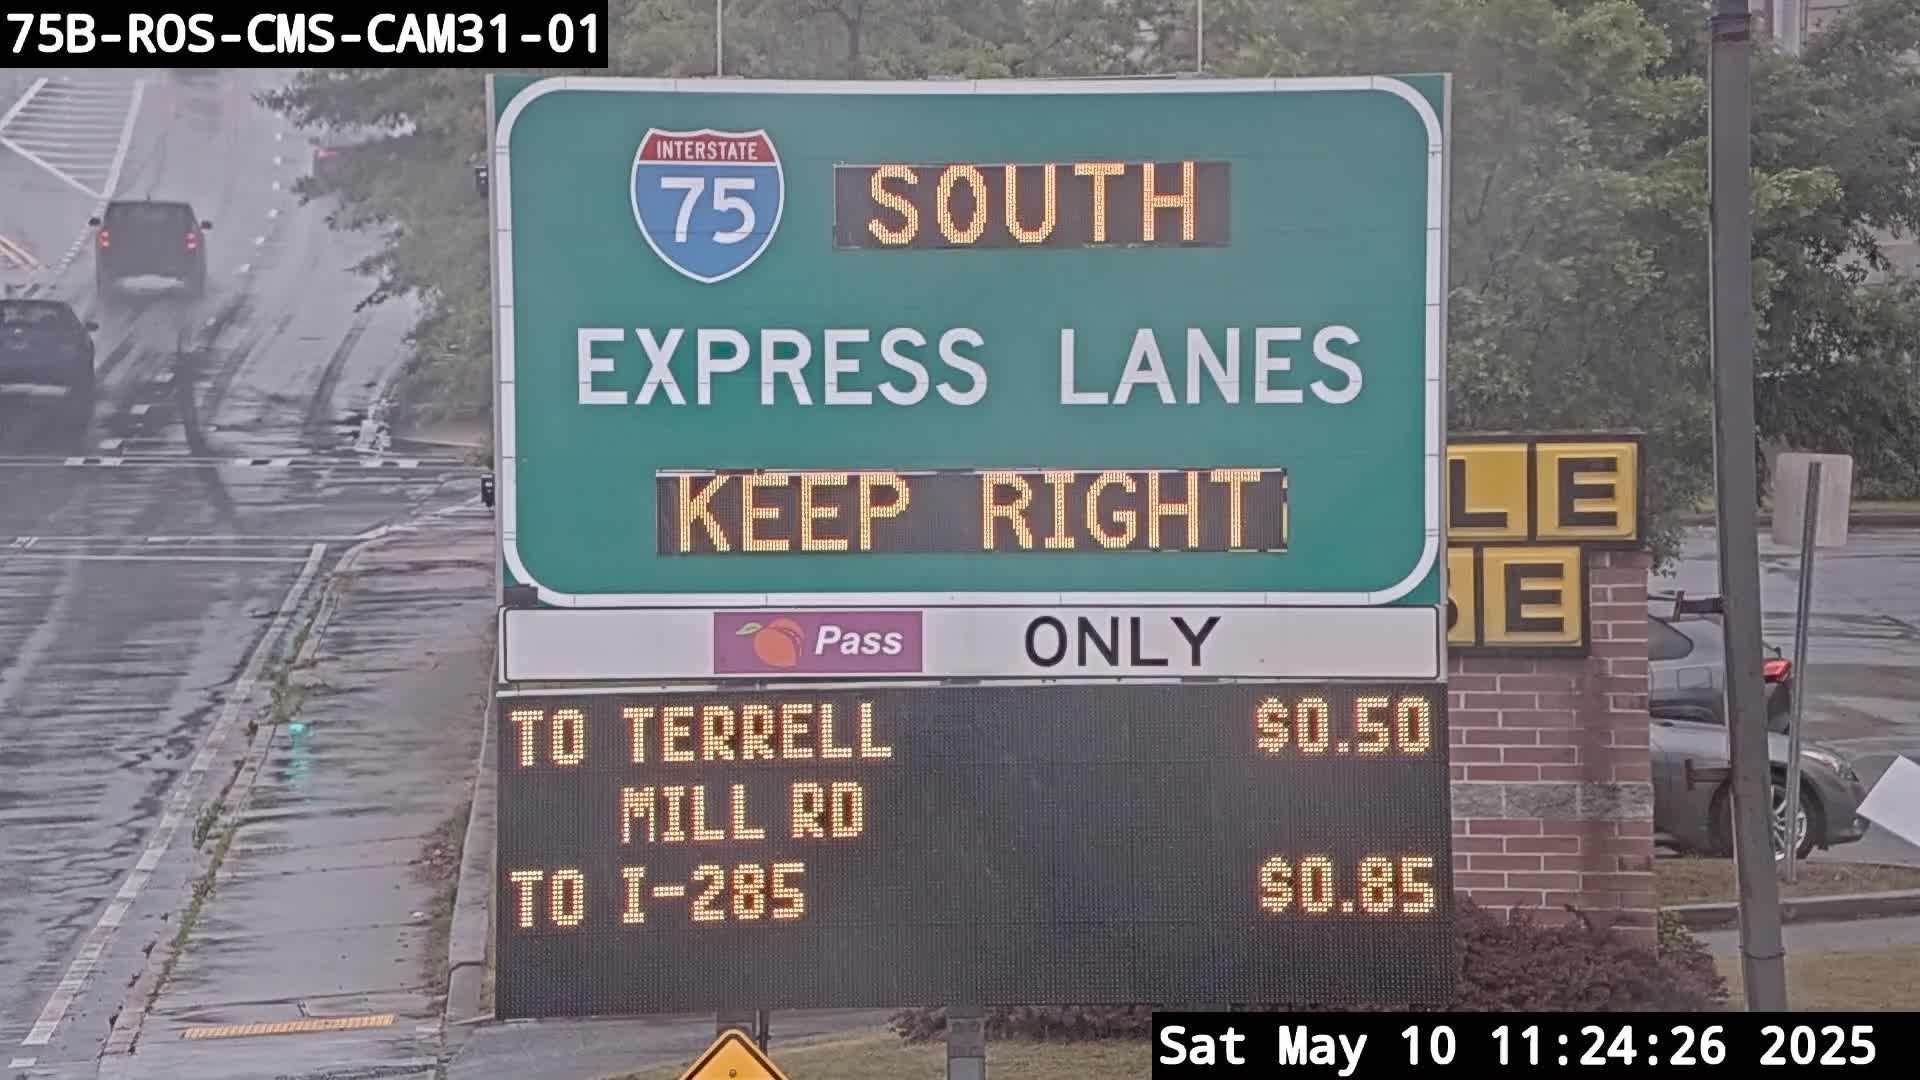 75B-ROS-CMS-CAM31-01
INTERSTATE
75
SOUTH
EXPRESS LANES
KEEP RIGHT
Pass ONLY
TO TERRELL $0.50
MILL RD
TO I-285 $0.85
LE
E
Sat May 10 11:24:26 2025